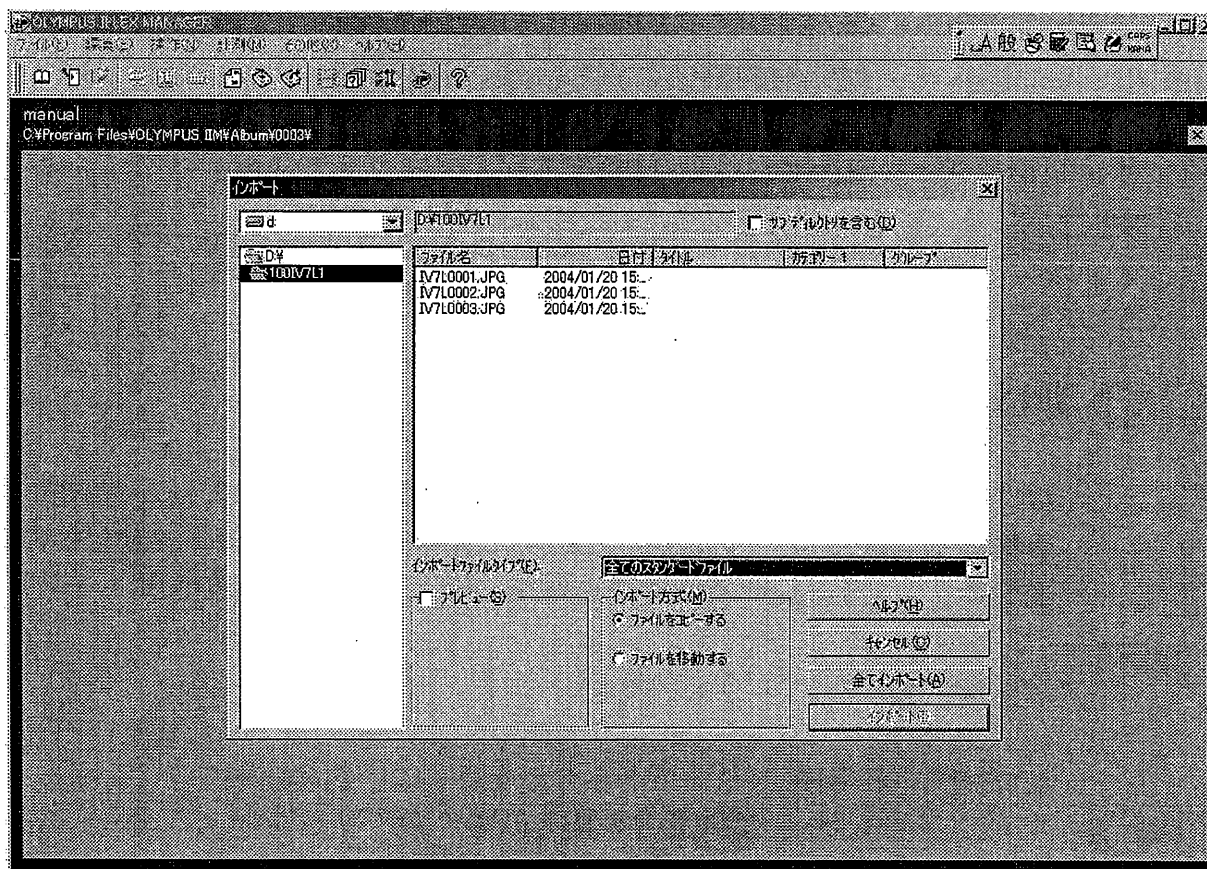 OLYMPUS INLEX MANAGER
A 般 CAPS KANA
manual
C:¥Program Files¥OLYMPUS IIM¥Album¥0003¥
インポート
d:
D:¥100IV7L1
サブディレクトリを含む(D)
D:¥
100IV7L1
ファイル名 日付 タイトル カテゴリー 1 グループ
IV7L0001.JPG 2004/01/20 15:...
IV7L0002.JPG 2004/01/20 15:...
IV7L0003.JPG 2004/01/20 15:...
インポートファイルタイプ(F):
全てのスタンダードファイル
プレビュー(S)
インポート方式(M)
ファイルをコピーする
ファイルを移動する
ヘルプ(H)
キャンセル(C)
全てインポート(A)
インポート(I)